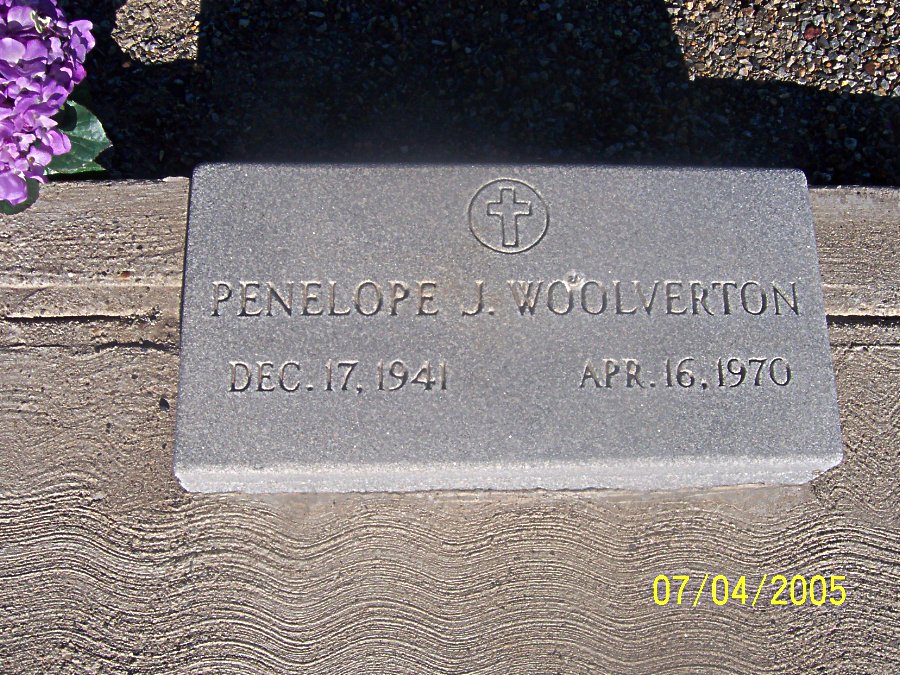 PENELOPE J. WOOLVERTON
DEC. 17, 1941 APR. 16, 1970
07/04/2005